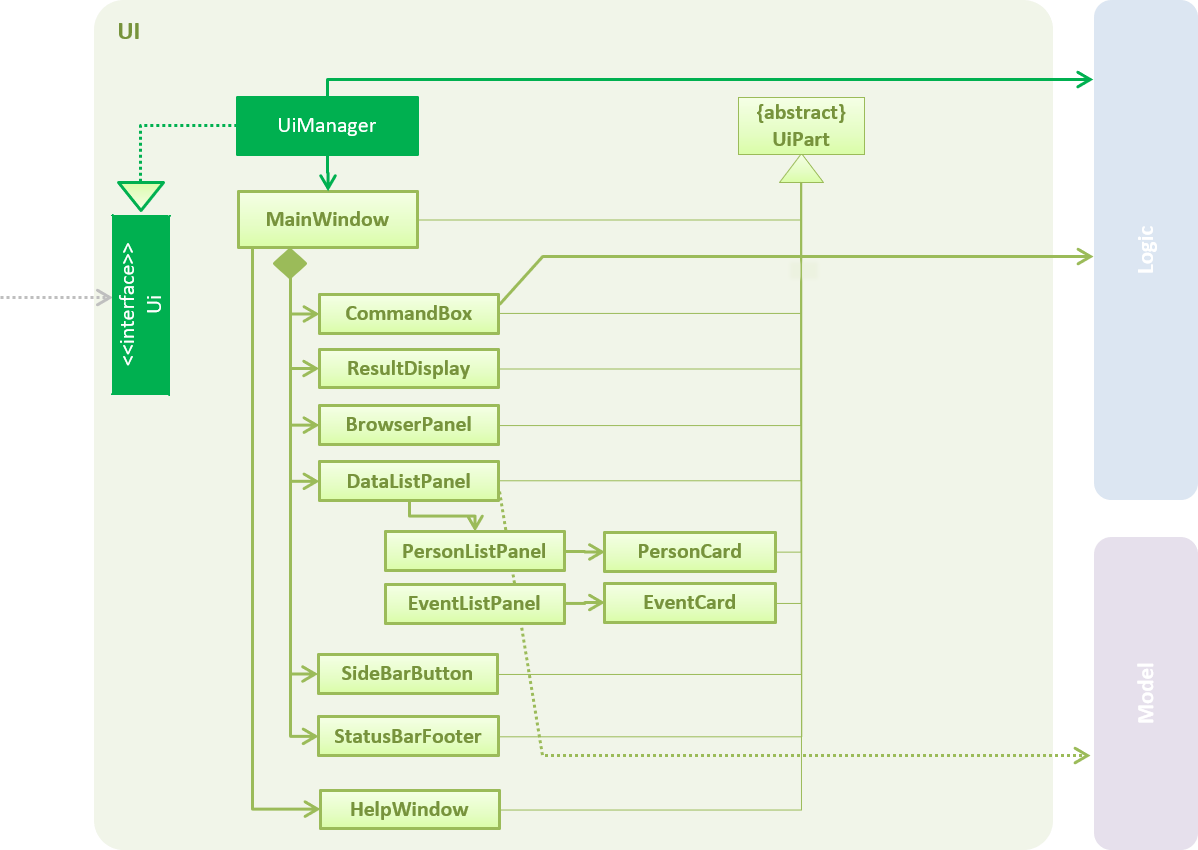 UI
UiManager
{abstract}
UiPart
MainWindow
<<interface>>
Ui
Logic
CommandBox
ResultDisplay
BrowserPanel
DataListPanel
PersonListPanel
PersonCard
EventListPanel
EventCard
SideBarButton
Model
StatusBarFooter
HelpWindow